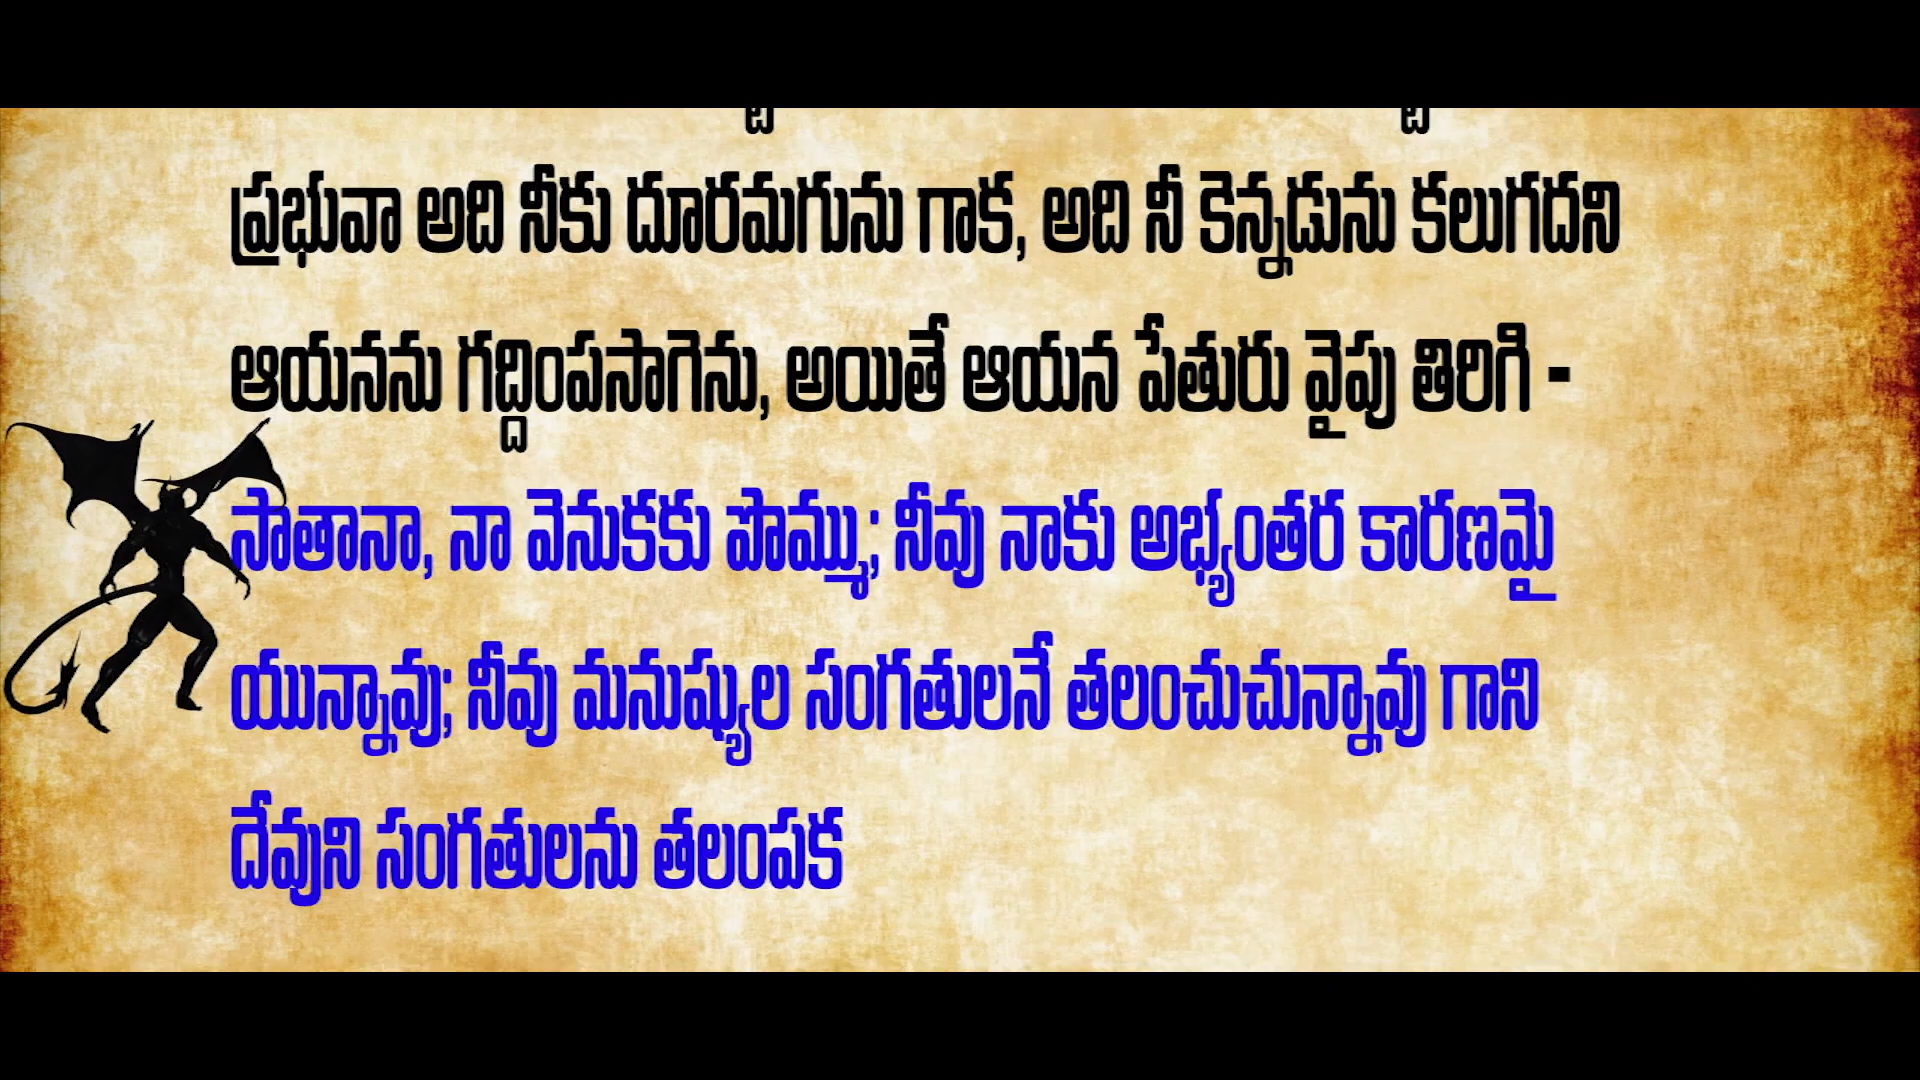 ప్రభువా అది నీకు దూరమగును గాక, అది నీ కెన్నడును కలుగదని
ఆయనను గద్దింపసాగెను, అయితే ఆయన పేతురు వైపు తిరిగి -
సాతానా, నా వెనుకకు పొమ్ము; నీవు నాకు అభ్యంతర కారణమై
యున్నావు; నీవు మనుష్యుల సంగతులనే తలంచుచున్నావు గాని
దేవుని సంగతులను తలంపక